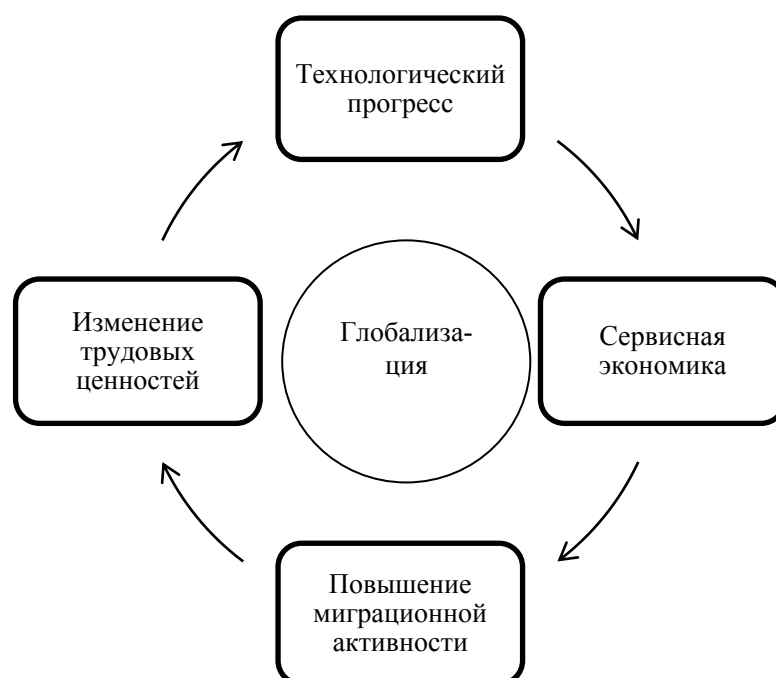 Технологический
прогресс
Изменение
трудовых
ценностей
Глобализа-
ция
Сервисная
экономика
Повышение
миграционной
активности